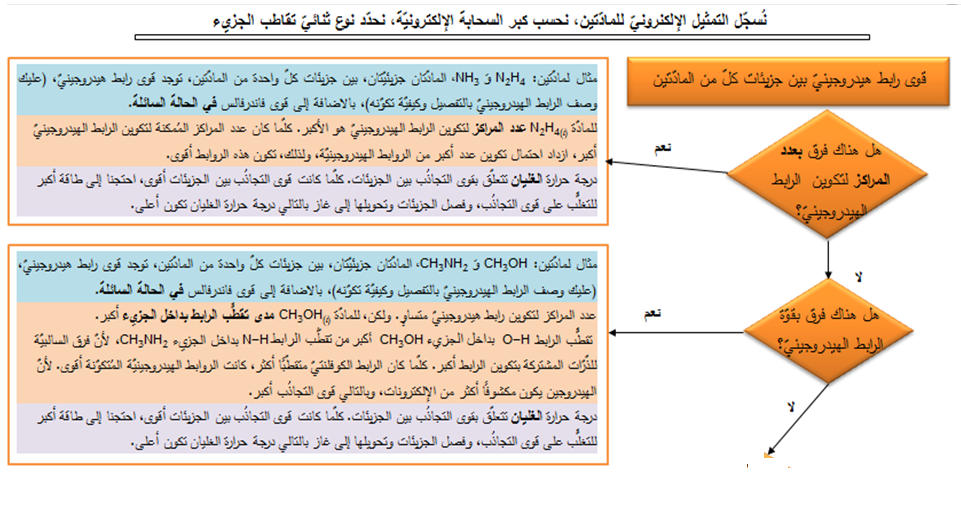 نُسجّل التمثيل الإلكترونيّ للمادّتين، نحسب كبر السحابة الإلكترونيّة، نحدّد نوع ثنائيّ تقاطب الجزيء
قوى رابط هيدروجينيّ بين جزيئات كلّ من المادّتين
هل هناك فرق بعدد
المراكز لتكوين الرابط
الهيدروجينيّ؟
نعم
مثال لمادّتين: N2H4 وَ NH3، المادّتان جزيئيّتان، بين جزيئات كلّ واحدة من المادّتين، توجد قوى رابط هيدروجينيّ، (عليك
وصف الرابط الهيدروجينيّ بالتفصيل وكيفيّة تكوّنه)، بالاضافة إلى قوى فاندرفالس في الحالة السائلة.
للمادّة N2H4(l) عدد المراكز لتكوين الرابط الهيدروجينيّ هو الأكبر. كلّما كان عدد المراكز المُمكنة لتكوين الرابط الهيدروجينيّ
أكبر، ازداد احتمال تكوين عدد أكبر من الروابط الهيدروجينيّة، ولذلك، تكون هذه الروابط أقوى.
درجة حرارة الغليان تتعلّق بقوى التجاذُب بين الجزيئات. كلّما كانت قوى التجاذُب بين الجزيئات أقوى، احتجنا إلى طاقة أكبر
للتغلُّب على قوى التجاذُب، وفصل الجزيئات وتحويلها إلى غاز بالتالي درجة حرارة الغليان تكون أعلى.
لا
هل هناك فرق بقوّة
الرابط الهيدروجينيّ؟
نعم
مثال لمادّتين: CH3OH وَ CH3NH2، المادّتان جزيئيّتان، بين جزيئات كلّ واحدة من المادّتين، توجد قوى رابط هيدروجينيّ،
(عليك وصف الرابط الهيدروجينيّ بالتفصيل وكيفيّة تكوّنه)، بالاضافة إلى قوى فاندرفالس في الحالة السائلة.
عدد المراكز لتكوين رابط هيدروجينيّ متساوٍ. ولكن، للمادّة CH3OH(l) مدى تقطُّب الرابط بداخل الجزيء أكبر.
تقطُّب الرابط O–H بداخل الجزيء CH3OH أكبر من تقطُّب الرابط N–H بداخل الجزيء CH3NH2، لأنّ فرق السالبيّة
للذرّات المشتركة بتكوين الرابط أكبر. كلّما كان الرابط الكوفلنتيّ متقطّبًا أكثر، كانت الروابط الهيدروجينيّة المُتكوّنة أقوى. لأنّ
الهيدروجين يكون مكشوفًا أكثر من الإلكترونات، وبالتالي قوى التجاذُب أكبر.
درجة حرارة الغليان تتعلّق بقوى التجاذُب بين الجزيئات. كلّما كانت قوى التجاذُب بين الجزيئات أقوى، احتجنا إلى طاقة أكبر
للتغلُّب على قوى التجاذُب، وفصل الجزيئات وتحويلها إلى غاز بالتالي درجة حرارة الغليان تكون أعلى.
لا